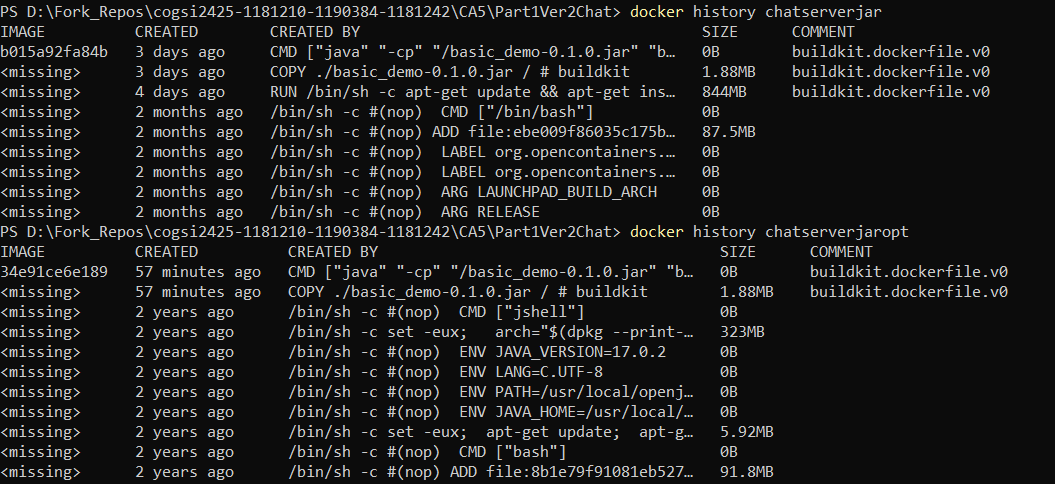 PS D:\Fork_Repos\cogsi2425-1181210-1190384-1181242\CA5\Part1Ver2Chat> docker history chatserverjar
IMAGE          CREATED        CREATED BY                                      SIZE      COMMENT
b015a92fa84b   3 days ago     CMD ["java" "-cp" "/basic_demo-0.1.0.jar" "b…   0B        buildkit.dockerfile.v0
<missing>      3 days ago     COPY ./basic_demo-0.1.0.jar / # buildkit        1.88MB    buildkit.dockerfile.v0
<missing>      4 days ago     RUN /bin/sh -c apt-get update && apt-get ins…   844MB     buildkit.dockerfile.v0
<missing>      2 months ago   /bin/sh -c #(nop)  CMD ["/bin/bash"]            0B
<missing>      2 months ago   /bin/sh -c #(nop) ADD file:ebe009f86035c175b…   87.5MB
<missing>      2 months ago   /bin/sh -c #(nop)  LABEL org.opencontainers.…   0B
<missing>      2 months ago   /bin/sh -c #(nop)  LABEL org.opencontainers.…   0B
<missing>      2 months ago   /bin/sh -c #(nop)  ARG LAUNCHPAD_BUILD_ARCH     0B
<missing>      2 months ago   /bin/sh -c #(nop)  ARG RELEASE                  0B
PS D:\Fork_Repos\cogsi2425-1181210-1190384-1181242\CA5\Part1Ver2Chat> docker history chatserverjaropt
IMAGE          CREATED          CREATED BY                                      SIZE      COMMENT
34e91ce6e189   57 minutes ago   CMD ["java" "-cp" "/basic_demo-0.1.0.jar" "b…   0B        buildkit.dockerfile.v0
<missing>      57 minutes ago   COPY ./basic_demo-0.1.0.jar / # buildkit        1.88MB    buildkit.dockerfile.v0
<missing>      2 years ago      /bin/sh -c #(nop)  CMD ["jshell"]               0B
<missing>      2 years ago      /bin/sh -c set -eux;   arch="$(dpkg --print-…   323MB
<missing>      2 years ago      /bin/sh -c #(nop)  ENV JAVA_VERSION=17.0.2      0B
<missing>      2 years ago      /bin/sh -c #(nop)  ENV LANG=C.UTF-8             0B
<missing>      2 years ago      /bin/sh -c #(nop)  ENV PATH=/usr/local/openj…   0B
<missing>      2 years ago      /bin/sh -c #(nop)  ENV JAVA_HOME=/usr/local/…   0B
<missing>      2 years ago      /bin/sh -c set -eux;  apt-get update;  apt-g…   5.92MB
<missing>      2 years ago      /bin/sh -c #(nop)  CMD ["bash"]                 0B
<missing>      2 years ago      /bin/sh -c #(nop) ADD file:8b1e79f91081eb527…   91.8MB